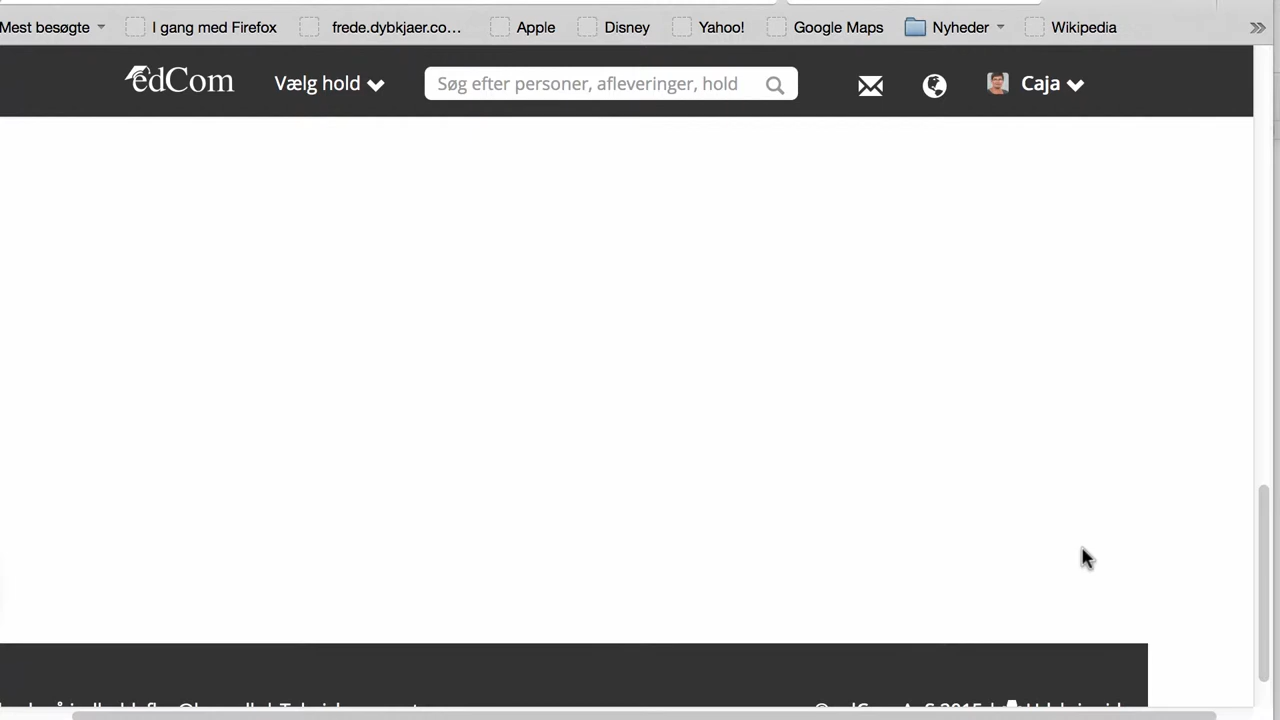 Mest besøgte I gang med Firefox frede.dybkjaer.co... Apple Disney Yahoo! Google Maps Nyheder Wikipedia
edCom Vælg hold Søg efter personer, afleveringer, hold Caja